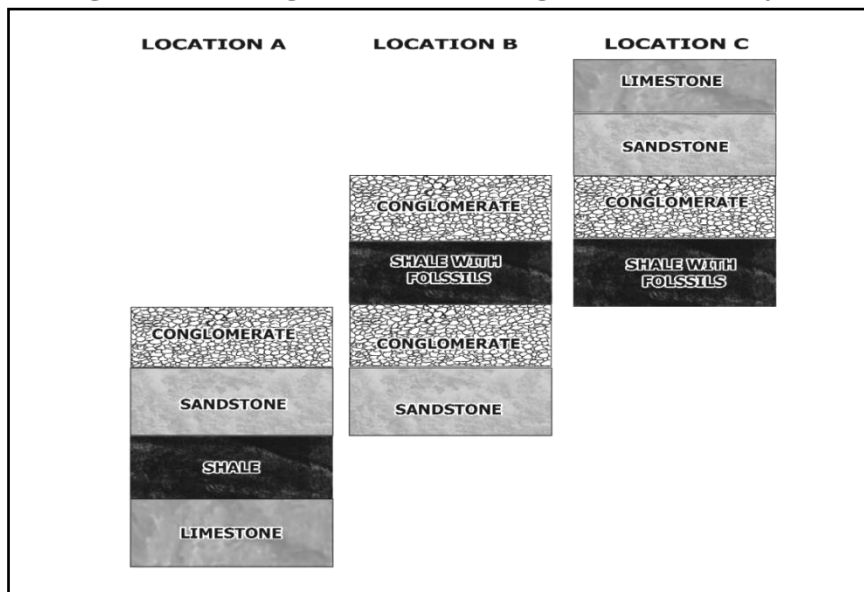 LOCATION A
LOCATION B
LOCATION C
LIMESTONE
SANDSTONE
CONGLOMERATE
SHALE WITH
FOLSSILS
CONGLOMERATE
SHALE WITH
FOLSSILS
CONGLOMERATE
SANDSTONE
CONGLOMERATE
SANDSTONE
SHALE
LIMESTONE